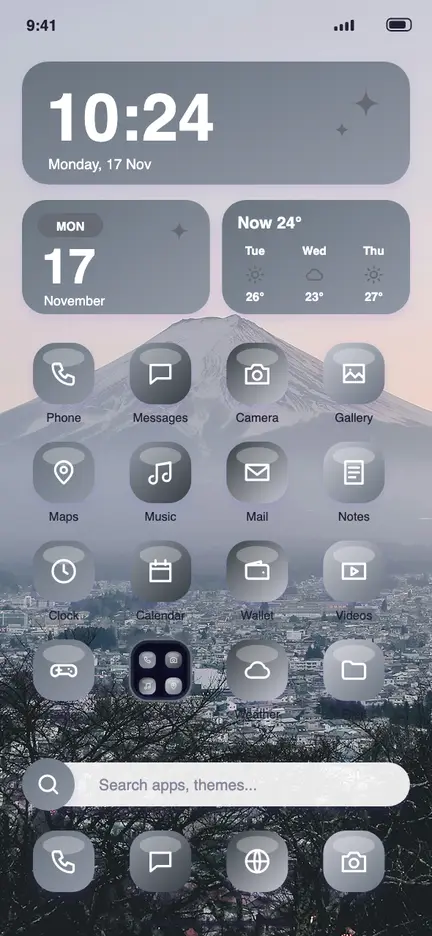 9:41
10:24
Monday, 17 Nov
MON
17
November
Now 24°
Tue Wed Thu
26° 23° 27°
Phone Messages Camera Gallery
Maps Music Mail Notes
Clock Calendar Wallet Videos
Weather
Search apps, themes...